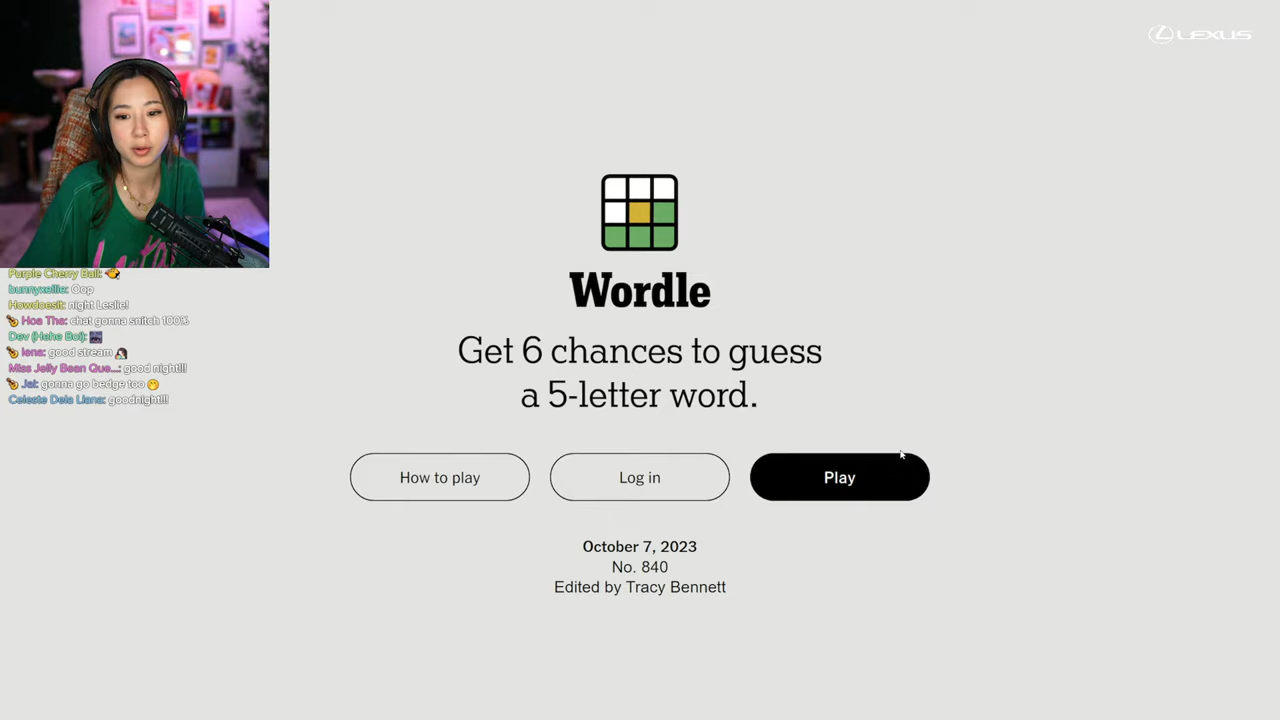 LEXUS
Purple Cherry Ball:
bunnyxellie: Oop
Howdoesit: night Leslie!
Hoa Tha: chat gonna snitch 100%
Dev (Hehe Boi):
Iena: good stream
Miss Jelly Bean Que...: good night!!!
Jai: gonna go bedge too
Celeste Dela Llana: goodnight!!!
Wordle
Get 6 chances to guess
a 5-letter word.
How to play
Log in
Play
October 7, 2023
No. 840
Edited by Tracy Bennett